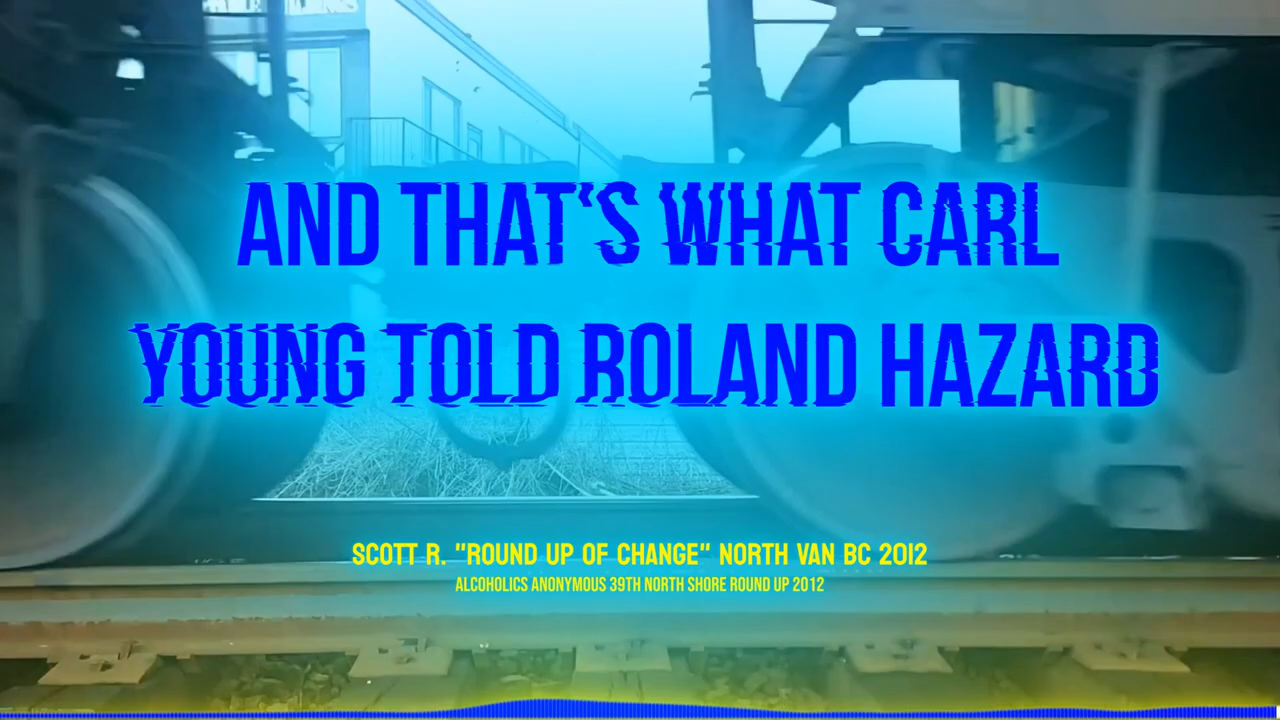 AND THAT'S WHAT CARL
YOUNG TOLD ROLAND HAZARD
SCOTT R. "ROUND UP OF CHANGE" NORTH VAN BC 2012
ALCOHOLICS ANONYMOUS 39TH NORTH SHORE ROUND UP 2012